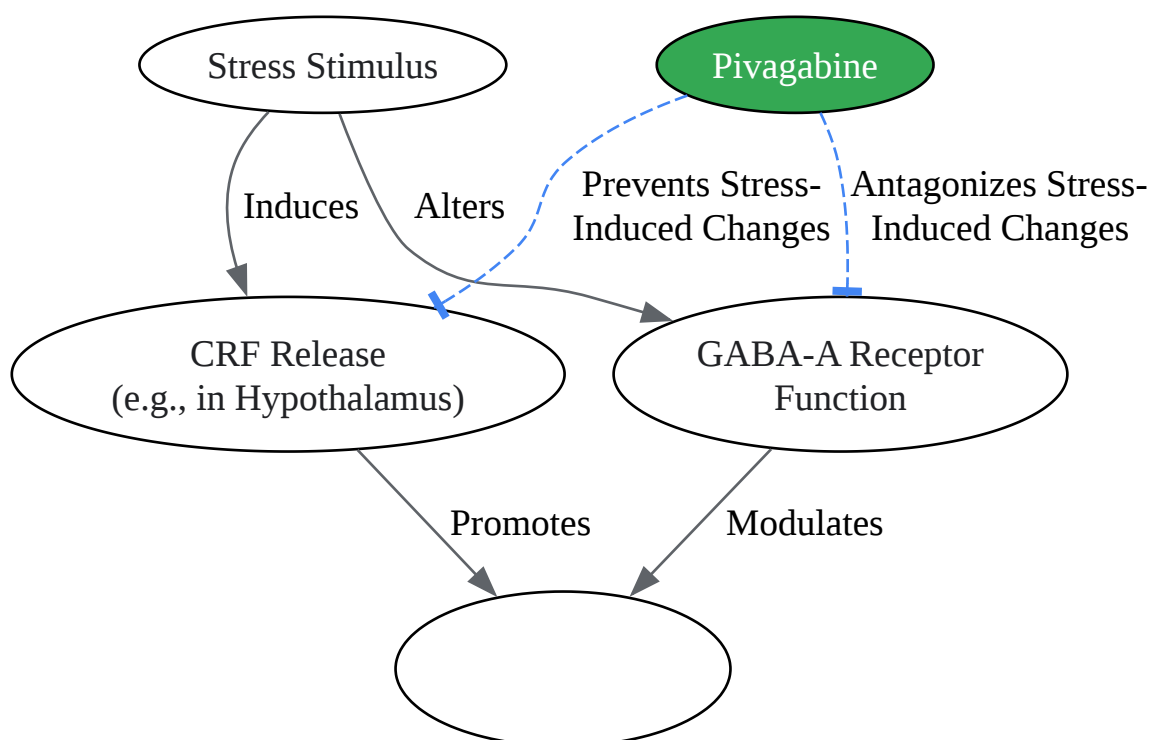 Stress Stimulus
Pivagabine
Induces
Alters
Prevents Stress-
Induced Changes
Antagonizes Stress-
Induced Changes
CRF Release
(e.g., in Hypothalamus)
GABA-A Receptor
Function
Promotes
Modulates